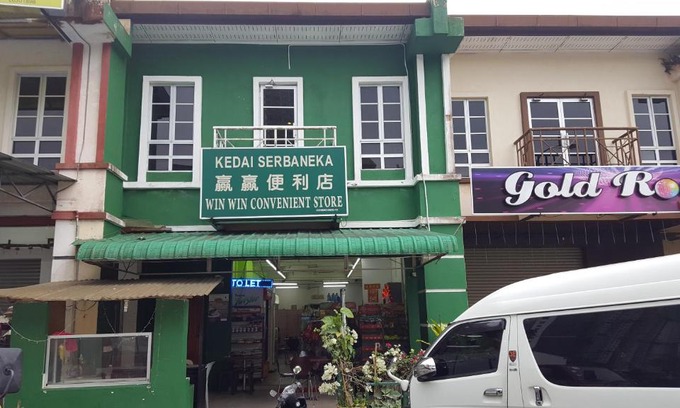 KEDAI SERBANEKA
赢赢便利店
WIN WIN CONVENIENT STORE
TO LET
Gold Ro